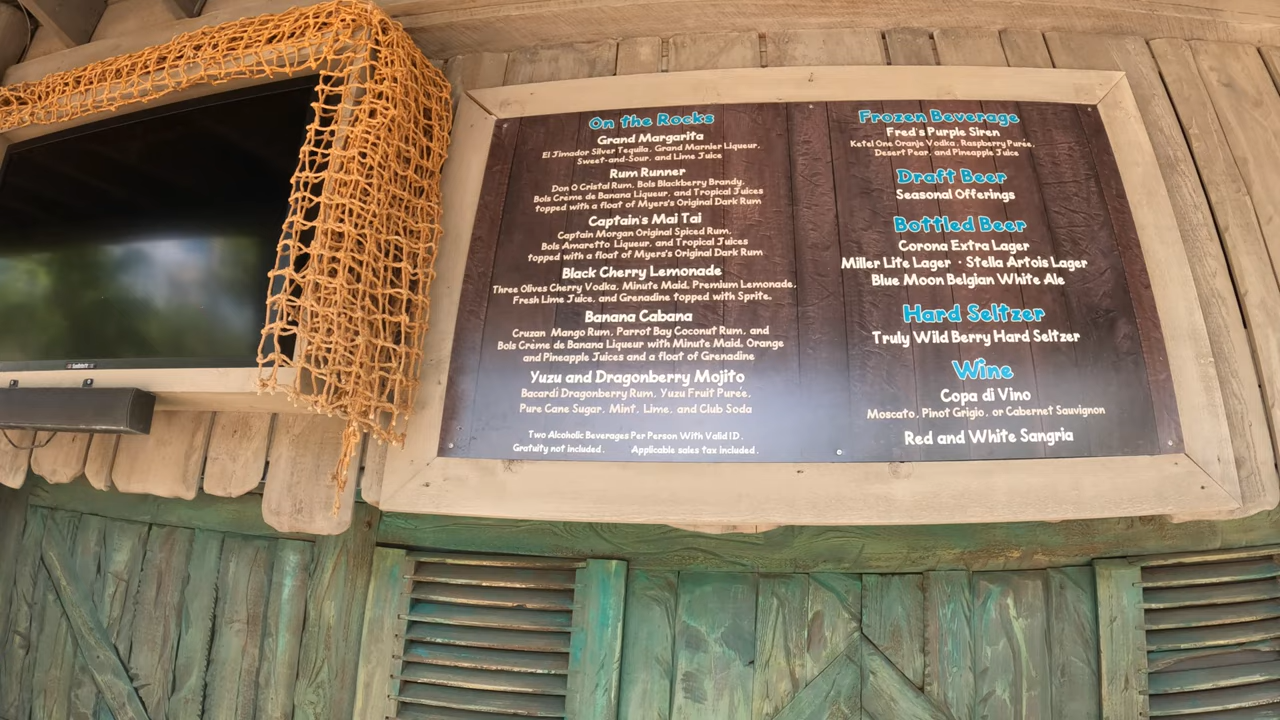 On the Rocks
Grand Margarita
El Jimador Silver Tequila, Grand Marnier Liqueur,
Sweet-and-Sour, and Lime Juice
Rum Runner
Don Q Cristal Rum, Bols Blackberry Brandy,
Bols Crème de Banana Liqueur, and Tropical Juices
topped with a float of Myers's Original Dark Rum
Captain's Mai Tai
Captain Morgan Original Spiced Rum,
Bols Amaretto Liqueur, and Tropical Juices
topped with a float of Myers's Original Dark Rum
Black Cherry Lemonade
Three Olives Cherry Vodka, Minute Maid, Premium Lemonade,
Fresh Lime Juice, and Grenadine topped with Sprite.
Banana Cabana
Cruzan Mango Rum, Parrot Bay Coconut Rum, and
Bols Crème de Banana Liqueur with Minute Maid, Orange
and Pineapple Juices and a float of Grenadine
Yuzu and Dragonberry Mojito
Bacardi Dragonberry Rum, Yuzu Fruit Purée,
Pure Cane Sugar, Mint, Lime, and Club Soda
Two Alcoholic Beverages Per Person With Valid ID.
Gratuity not included. Applicable sales tax included.
Frozen Beverage
Fred's Purple Siren
Ketel One Oranje Vodka, Raspberry Purée,
Desert Pear, and Pineapple Juice
Draft Beer
Seasonal Offerings
Bottled Beer
Corona Extra Lager
Miller Lite Lager · Stella Artois Lager
Blue Moon Belgian White Ale
Hard Seltzer
Truly Wild Berry Hard Seltzer
Wine
Copa di Vino
Moscato, Pinot Grigio, or Cabernet Sauvignon
Red and White Sangria